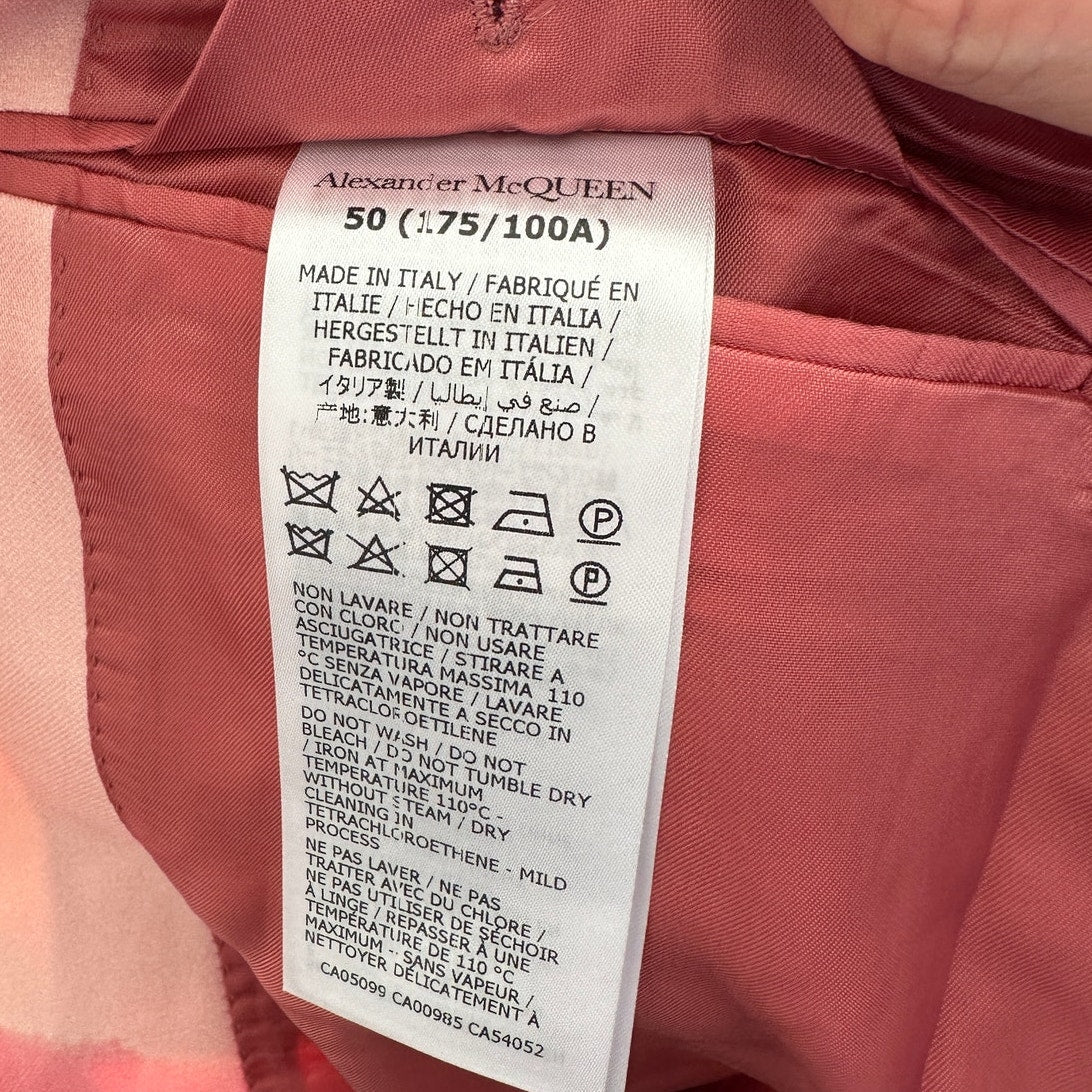 Alexander McQUEEN
50 (175/100A)
MADE IN ITALY / FABRIQUÉ EN
ITALIE / HECHO EN ITALIA /
HERGESTELLT IN ITALIEN /
FABRICADO EM ITÁLIA /
イタリア製 / صنع في إيطاليا /
产地:意大利 / СДЕЛАНО В
ИТАЛИИ
P
P
NON LAVARE / NON TRATTARE
CON CLORO / NON USARE
ASCIUGATRICE / STIRARE A
TEMPERATURA MASSIMA 110
°C SENZA VAPORE / LAVARE
DELICATAMENTE A SECCO IN
TETRACLOROETILENE
DO NOT WASH / DO NOT
BLEACH / DO NOT TUMBLE DRY
/ IRON AT MAXIMUM
TEMPERATURE 110°C -
WITHOUT STEAM / DRY
CLEANING IN
TETRACHLOROETHENE - MILD
PROCESS
NE PAS LAVER / NE PAS
TRAITER AVEC DU CHLORE /
NE PAS UTILISER DE SÉCHOIR
À LINGE / REPASSER À UNE
TEMPÉRATURE DE 110 °C
MAXIMUM - SANS VAPEUR /
NETTOYER DÉLICATEMENT À
CA05099 CA00985 CA54052